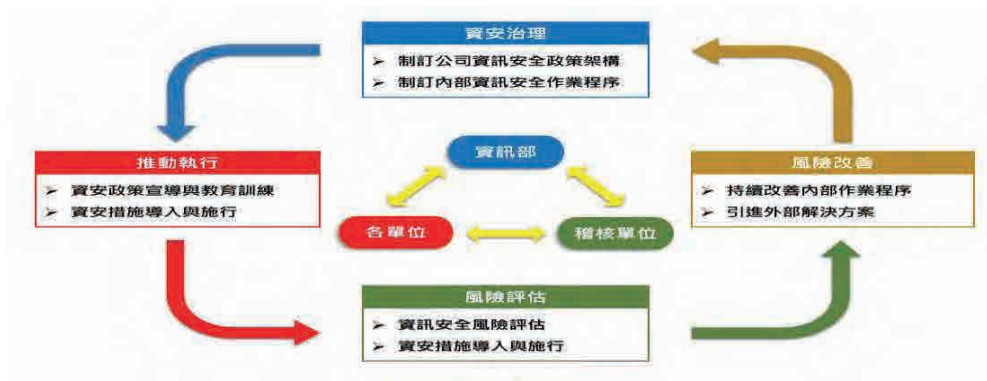 資安治理
➢ 制訂公司資訊安全政策架構
➢ 制訂內部資訊安全作業程序
推動執行
➢ 資安政策宣導與教育訓練
➢ 資安措施導入與施行
資訊部
各單位
稽核單位
風險改善
➢ 持續改善內部作業程序
➢ 引進外部解決方案
風險評估
➢ 資訊安全風險評估
➢ 資安措施導入與施行